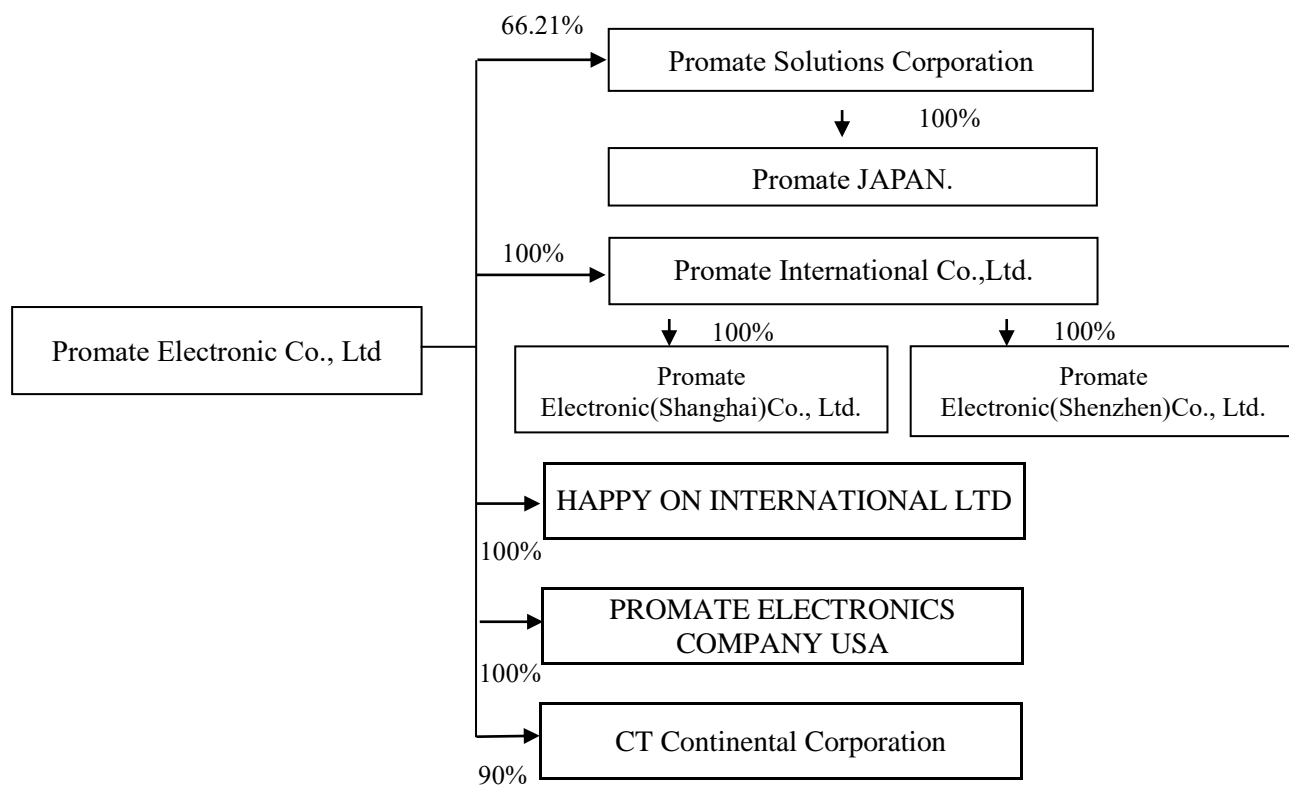 66.21%
Promate Solutions Corporation
100%
Promate JAPAN.
100%
Promate International Co.,Ltd.
Promate Electronic Co., Ltd
100%
100%
Promate
Electronic(Shanghai)Co., Ltd.
Promate
Electronic(Shenzhen)Co., Ltd.
HAPPY ON INTERNATIONAL LTD
100%
PROMATE ELECTRONICS
COMPANY USA
100%
CT Continental Corporation
90%